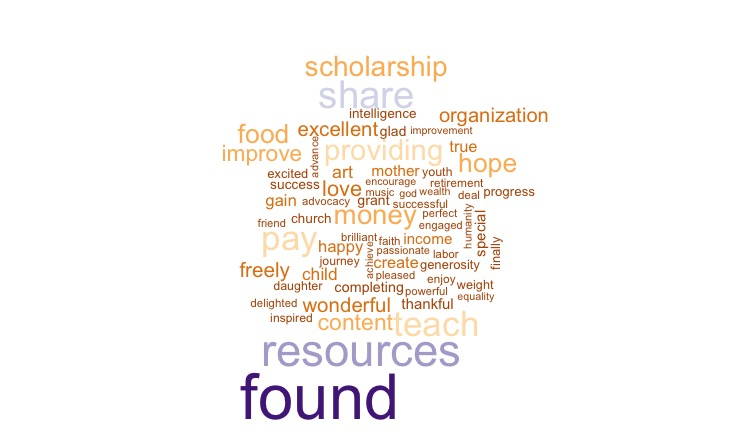 scholarship
share
intelligence
organization
food
excellent
glad
improvement
improve
advance
providing
true
hope
excited
art
mother
youth
success
love
encourage
retirement
music
god
wealth
deal
progress
gain
advocacy
grant
successful
friend
church
money
perfect
engaged
humanity
special
pay
happy
brilliant
faith
income
finally
passionate
labor
journey
achieve
create
generosity
freely
child
pleased
enjoy
daughter
completing
powerful
weight
equality
delighted
wonderful
thankful
inspired
content
teach
resources
found